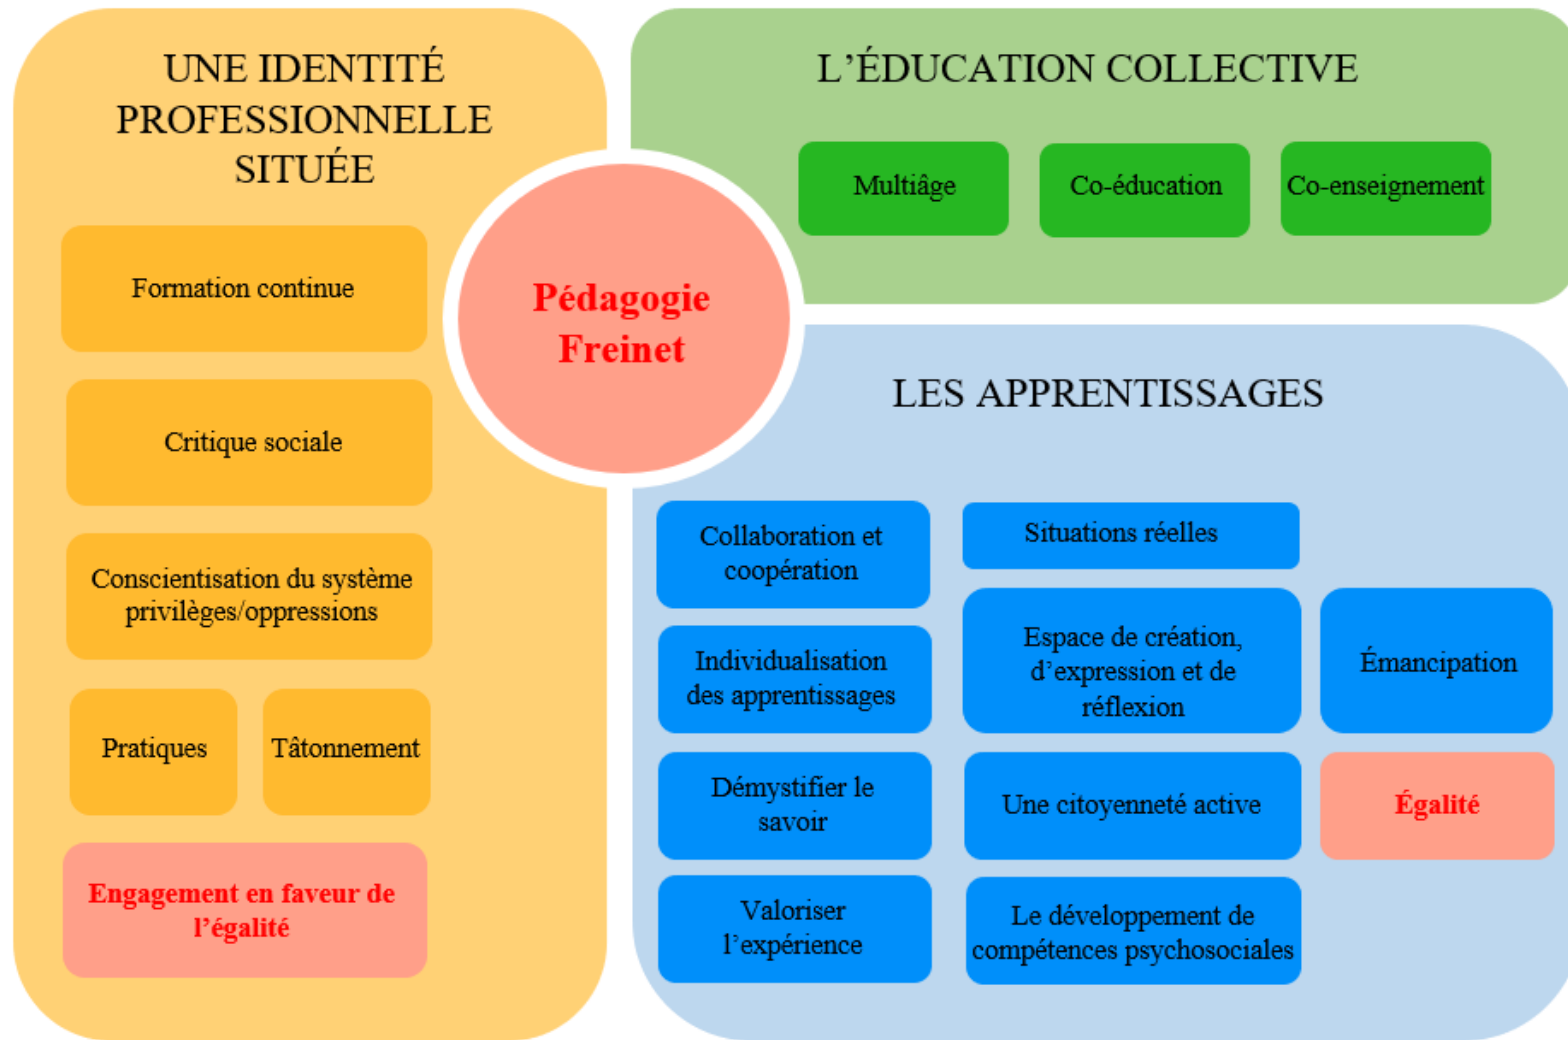 UNE IDENTITÉ
PROFESSIONNELLE
SITUÉE
Formation continue
Critique sociale
Conscientisation du système
privilèges/oppressions
Pratiques
Tâtonnement
Engagement en faveur de
l’égalité
Pédagogie
Freinet
L’ÉDUCATION COLLECTIVE
Multiâge
Co-éducation
Co-enseignement
LES APPRENTISSAGES
Collaboration et
coopération
Individualisation
des apprentissages
Démystifier le
savoir
Valoriser
l’expérience
Situations réelles
Espace de création,
d’expression et de
réflexion
Une citoyenneté active
Le développement de
compétences psychosociales
Émancipation
Égalité